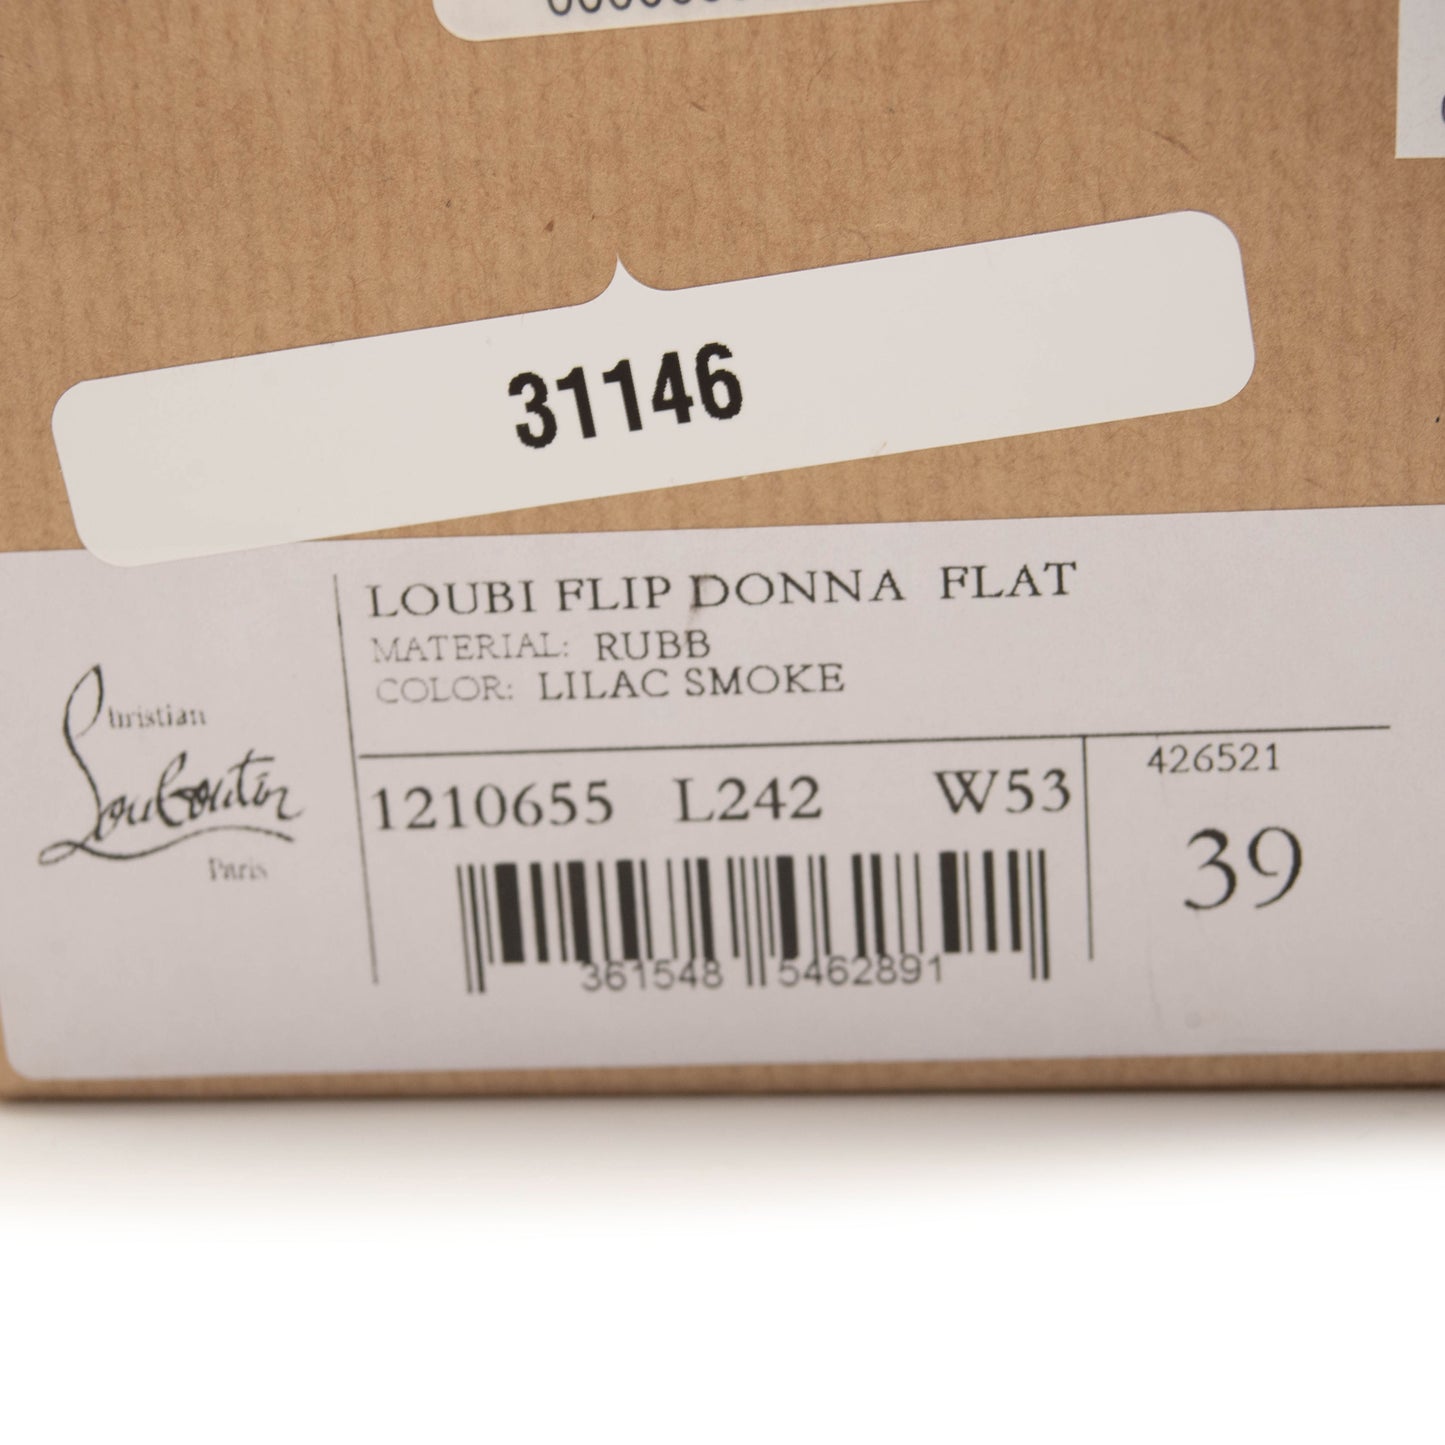 31146
LOUBI FLIP DONNA FLAT
MATERIAL: RUBB
COLOR: LILAC SMOKE
Christian
Louboutin
Paris
1210655 L242 W53
426521
39
361548 5462891